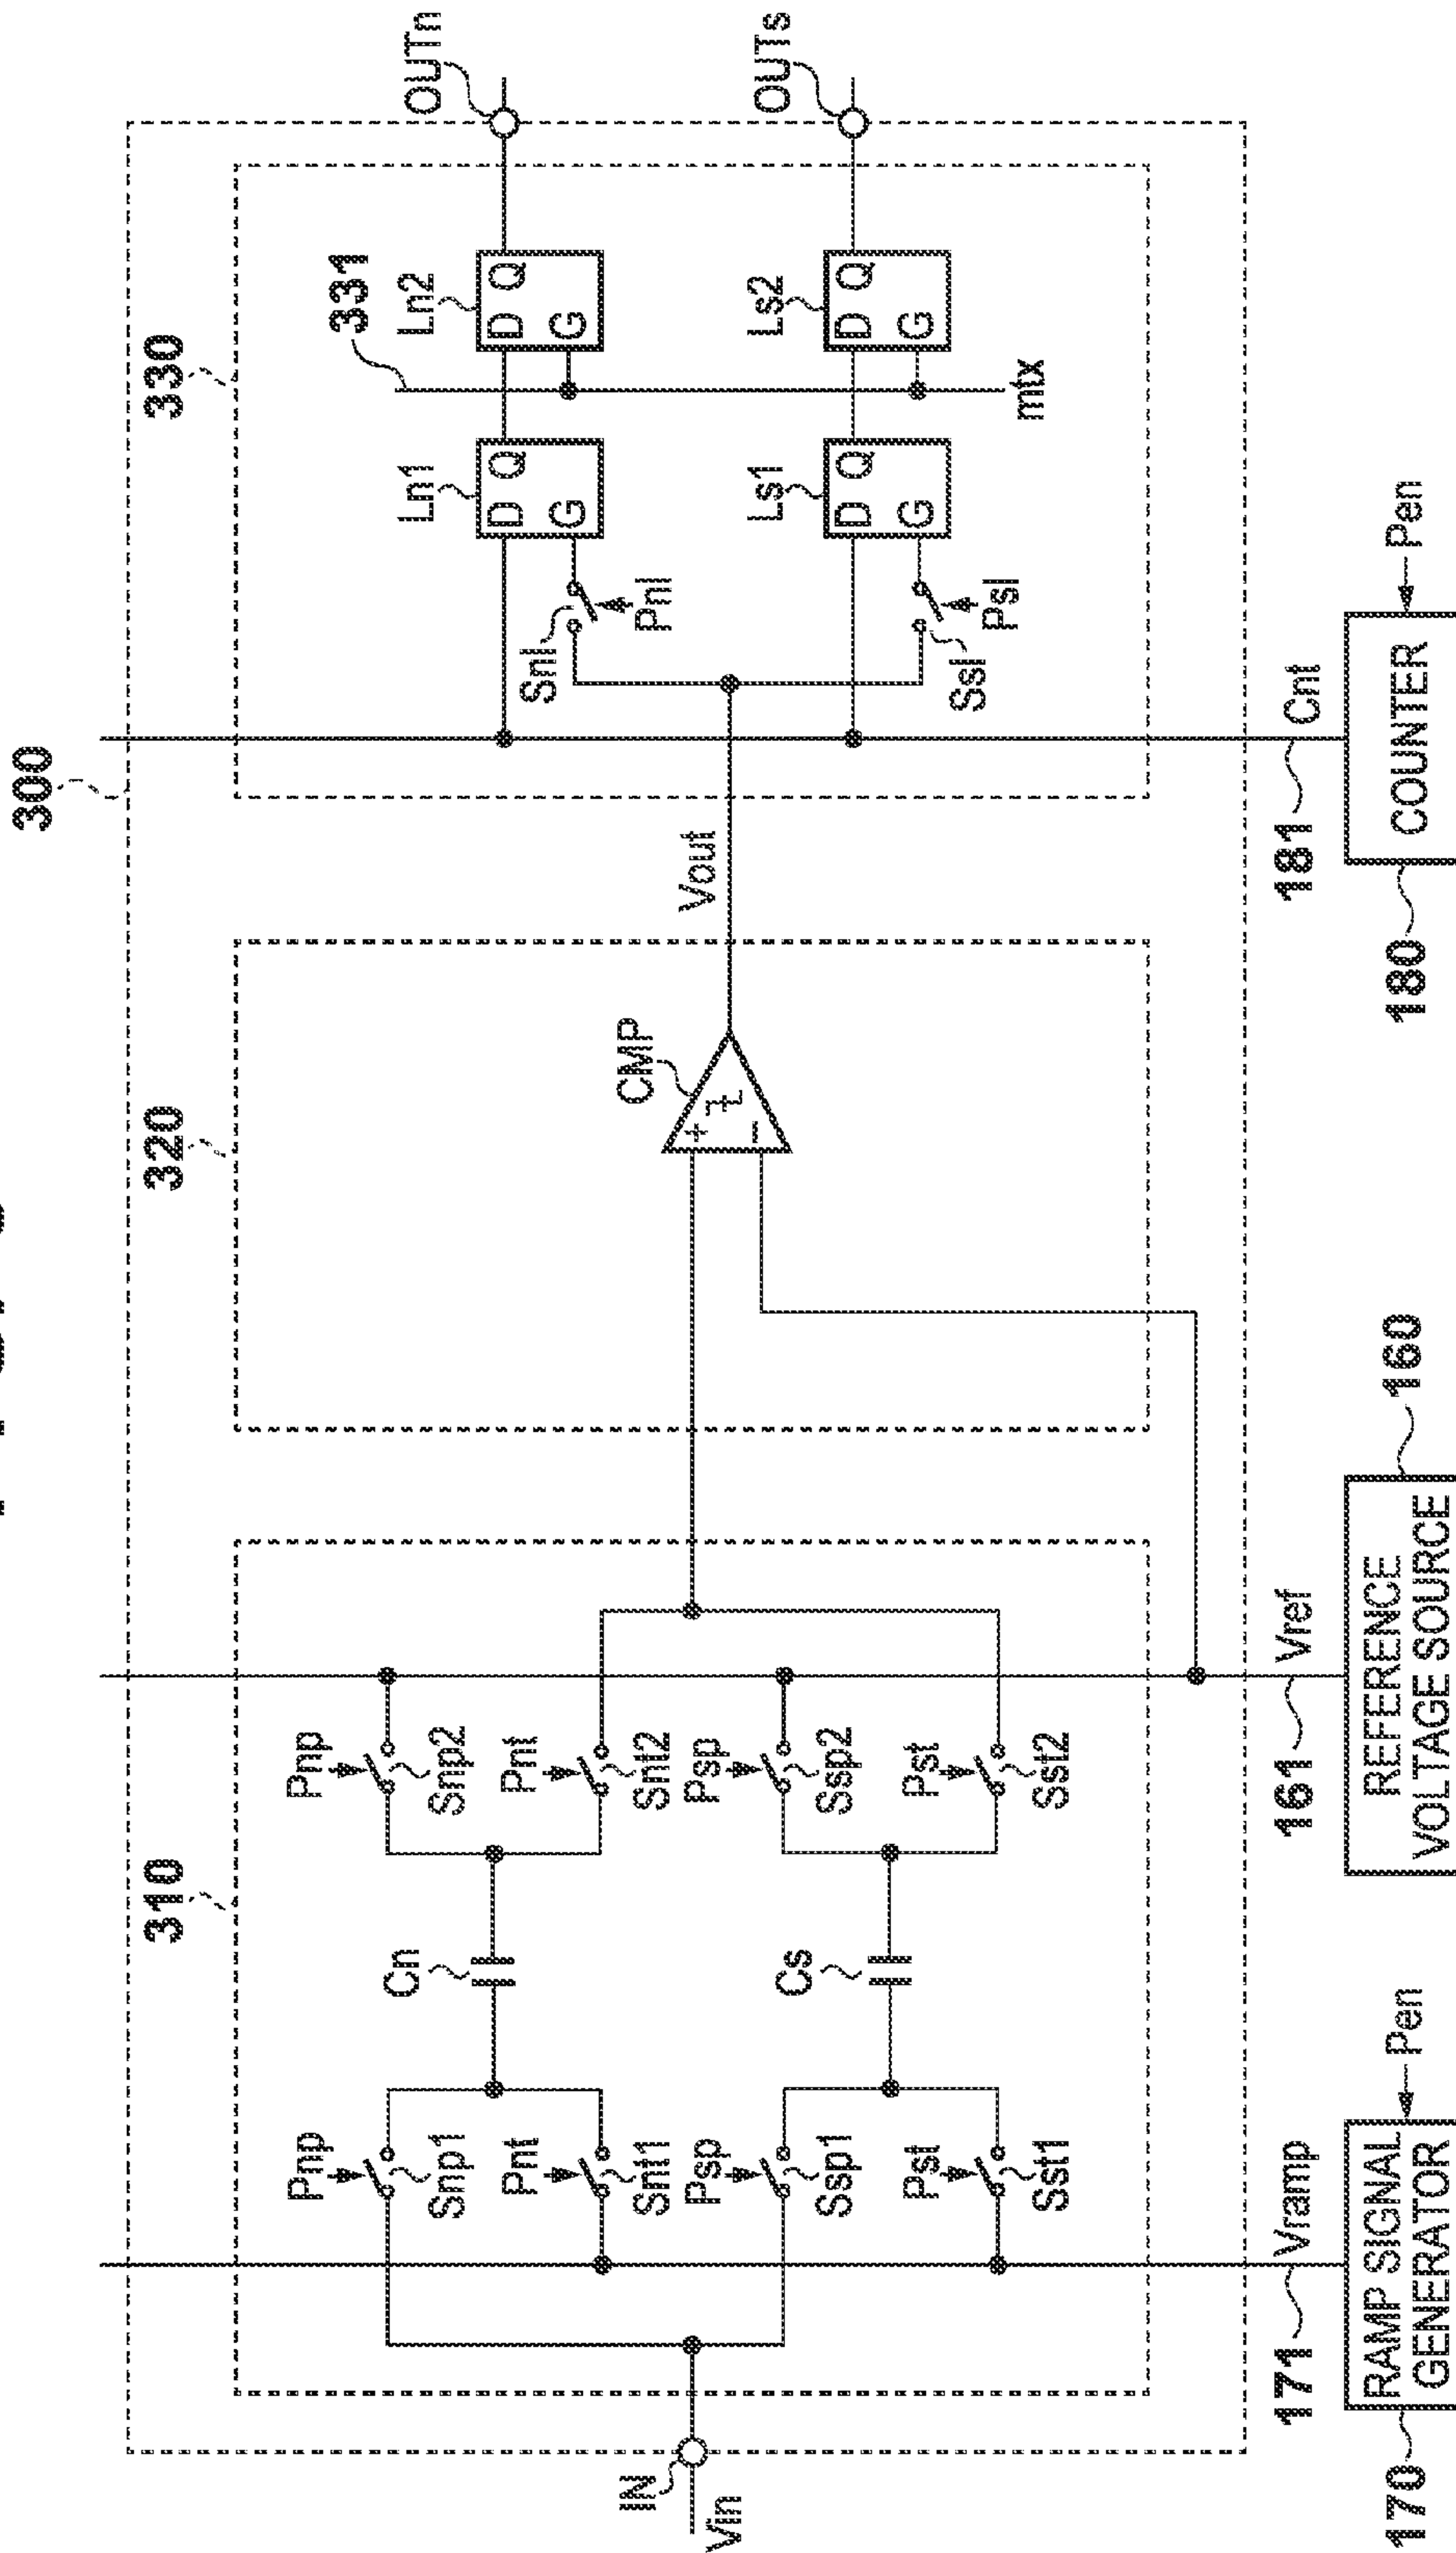 300
310
320
330
331
Pnp
Snp1
Pnt
Snt1
Psp
Ssp1
Pst
Sst1
Cn
Cs
Pnp
Snp2
Pnt
Snt2
Psp
Ssp2
Pst
Sst2
IN
Vin
CMP
+
−
Vout
Snl
Pnl
Ssl
Psl
Ln1
D Q
G
Ln2
D Q
G
Ls1
D Q
G
Ls2
D Q
G
mtx
OUTn
OUTs
171
Vramp
161
Vref
181
Cnt
170
RAMP SIGNAL
GENERATOR
Pen
REFERENCE
VOLTAGE SOURCE
160
180
COUNTER
Pen